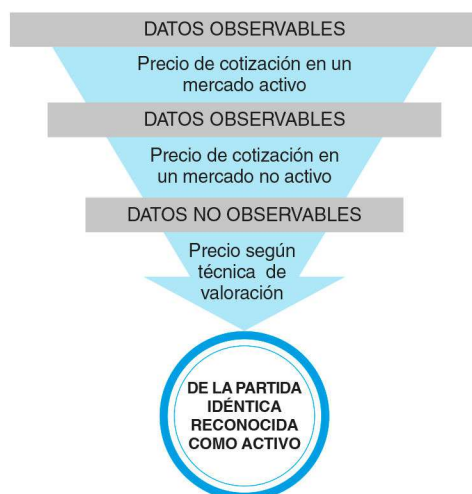 DATOS OBSERVABLES
Precio de cotización en un
mercado activo
DATOS OBSERVABLES
Precio de cotización en
un mercado no activo
DATOS NO OBSERVABLES
Precio según
técnica de
valoración
DE LA PARTIDA
IDÉNTICA
RECONOCIDA
COMO ACTIVO